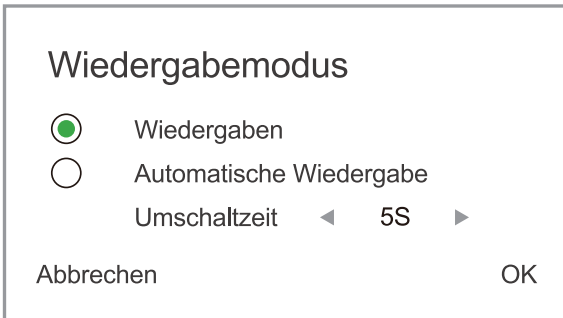 Wiedergabemodus
Wiedergaben
Automatische Wiedergabe
Umschaltzeit 5S
Abbrechen OK